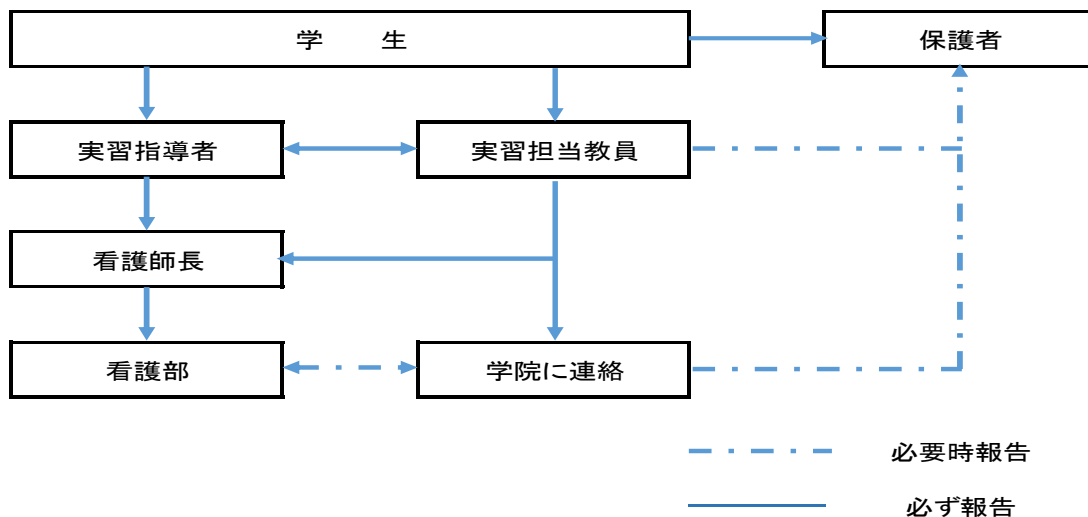 学　　生
保護者
実習指導者
実習担当教員
看護師長
看護部
学院に連絡
必要時報告
必ず報告